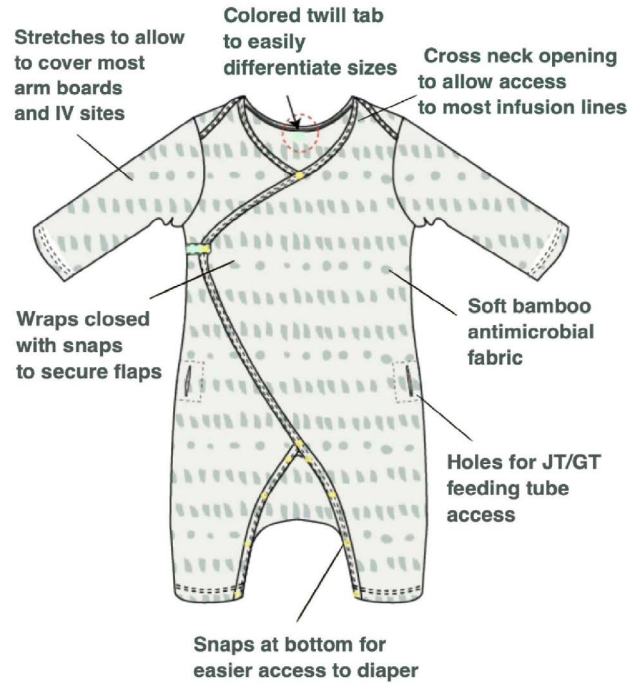 Colored twill tab
to easily
differentiate sizes
Stretches to allow
to cover most
arm boards
and IV sites
Cross neck opening
to allow access
to most infusion lines
Wraps closed
with snaps
to secure flaps
Soft bamboo
antimicrobial
fabric
Holes for JT/GT
feeding tube
access
Snaps at bottom for
easier access to diaper